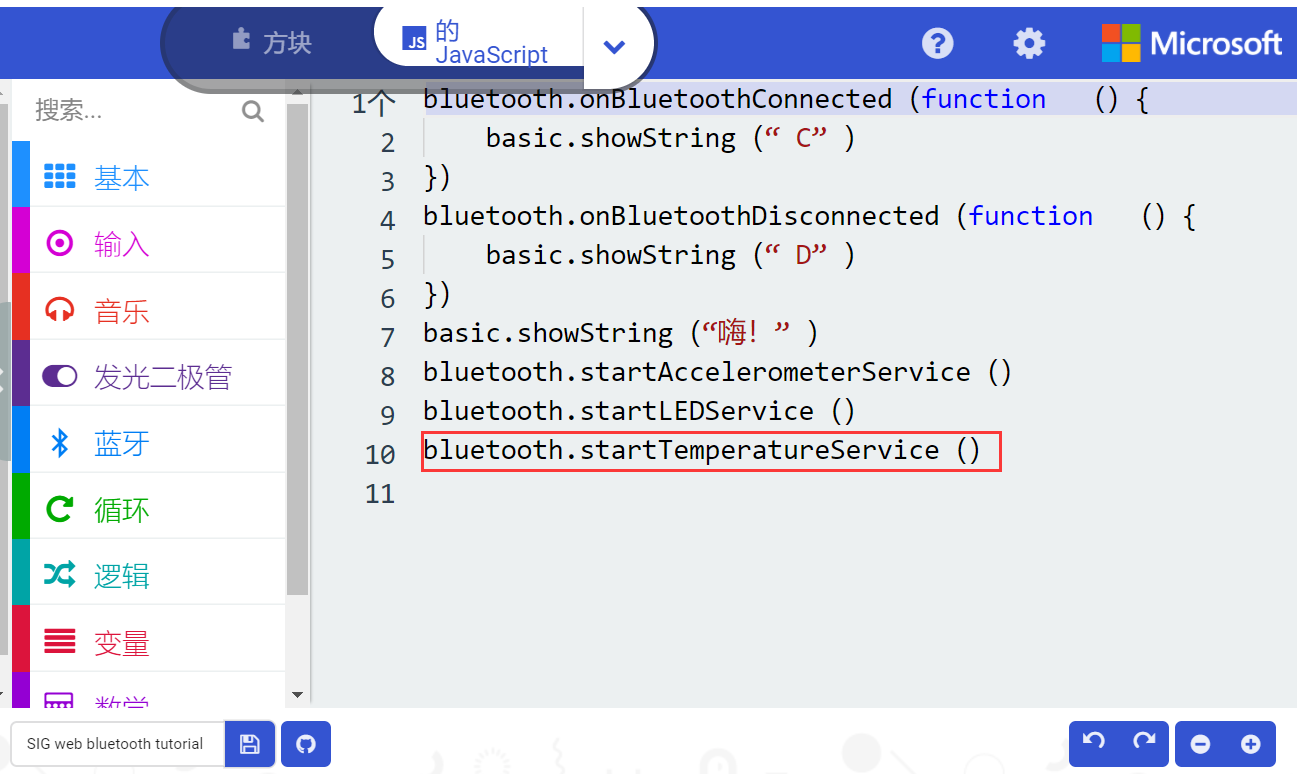 方块
JS 的
JavaScript
Microsoft
搜索...
基本
输入
音乐
发光二极管
蓝牙
循环
逻辑
变量
数学
1个 bluetooth.onBluetoothConnected (function () {
2 basic.showString (“ C” )
3 })
4 bluetooth.onBluetoothDisconnected (function () {
5 basic.showString (“ D” )
6 })
7 basic.showString (“嗨！” )
8 bluetooth.startAccelerometerService ()
9 bluetooth.startLEDService ()
10 bluetooth.startTemperatureService ()
11
SIG web bluetooth tutorial